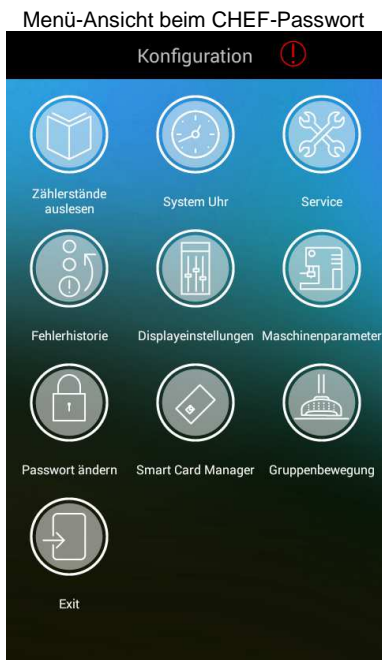 Menü-Ansicht beim CHEF-Passwort
Konfiguration
Zählerstände
auslesen
System Uhr
Service
Fehlerhistorie
Displayeinstellungen
Maschinenparameter
Passwort ändern
Smart Card Manager
Gruppenbewegung
Exit